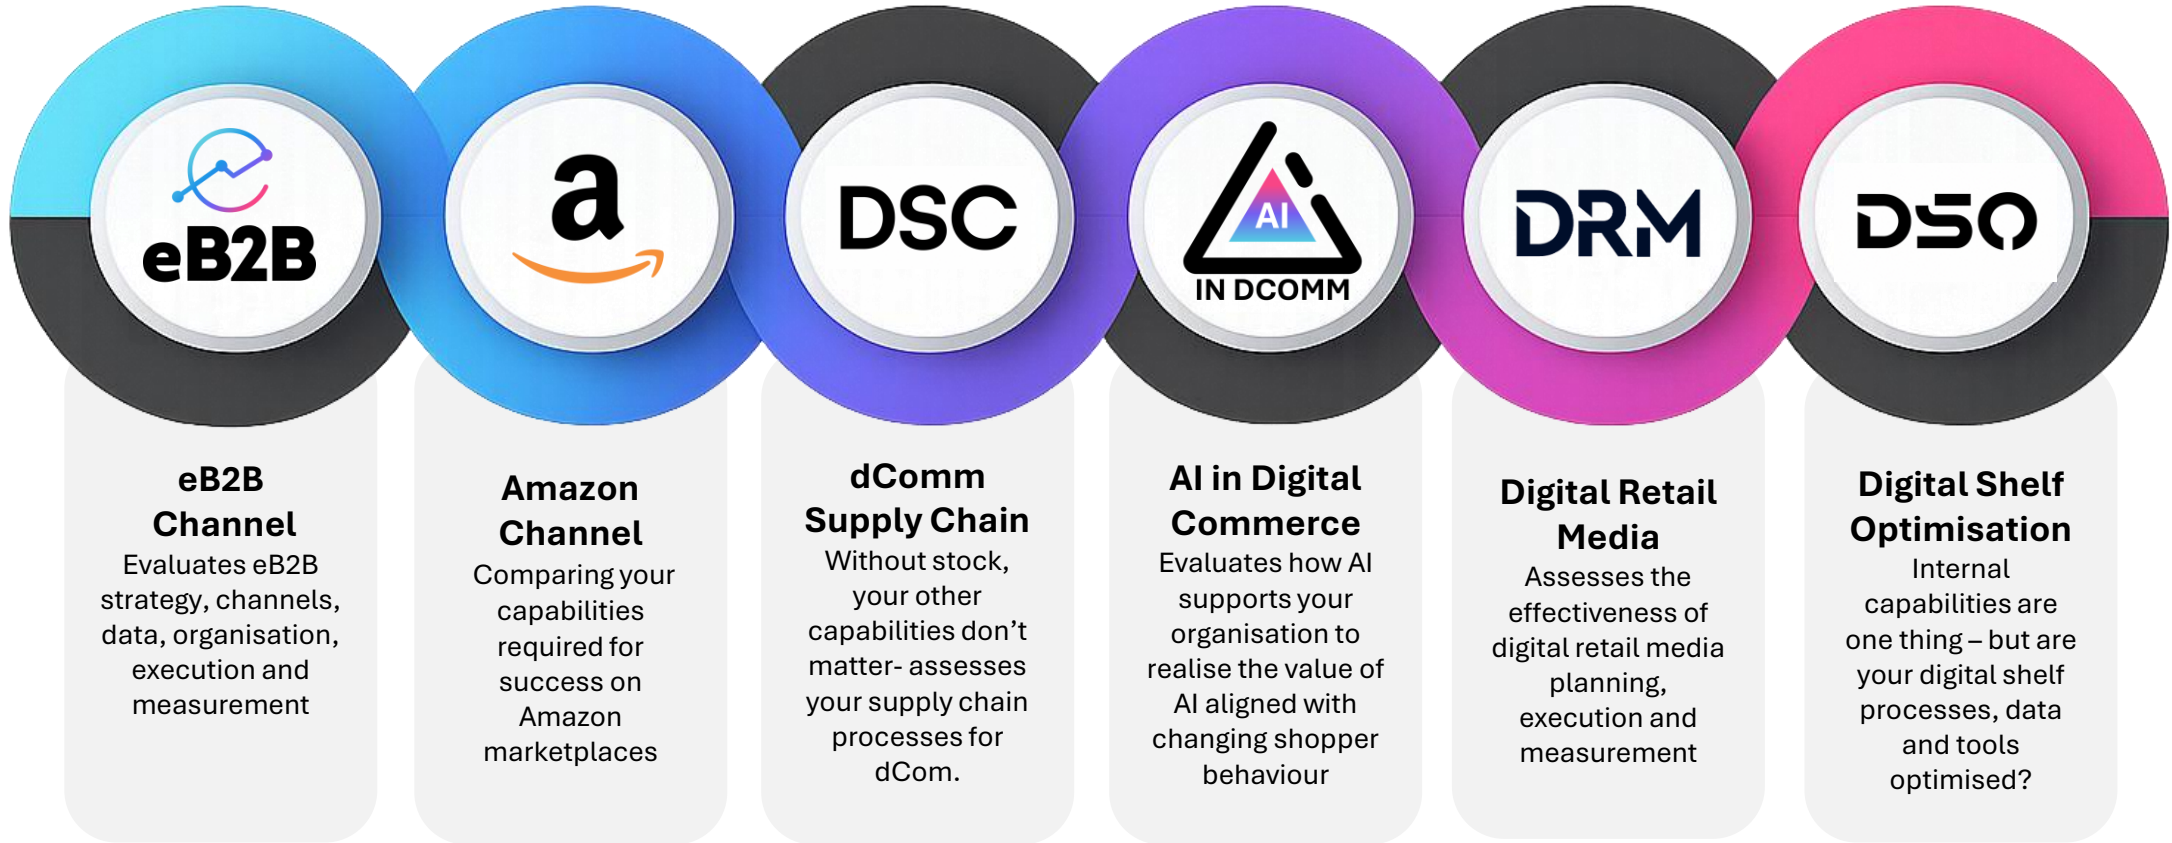 eB2B
a
DSC
AI
IN DCOMM
DRM
DSO
eB2B
Channel
Evaluates eB2B
strategy, channels,
data, organisation,
execution and
measurement
Amazon
Channel
Comparing your
capabilities
required for
success on
Amazon
marketplaces
dComm
Supply Chain
Without stock,
your other
capabilities don’t
matter- assesses
your supply chain
processes for
dCom.
AI in Digital
Commerce
Evaluates how AI
supports your
organisation to
realise the value of
AI aligned with
changing shopper
behaviour
Digital Retail
Media
Assesses the
effectiveness of
digital retail media
planning,
execution and
measurement
Digital Shelf
Optimisation
Internal
capabilities are
one thing – but are
your digital shelf
processes, data
and tools
optimised?